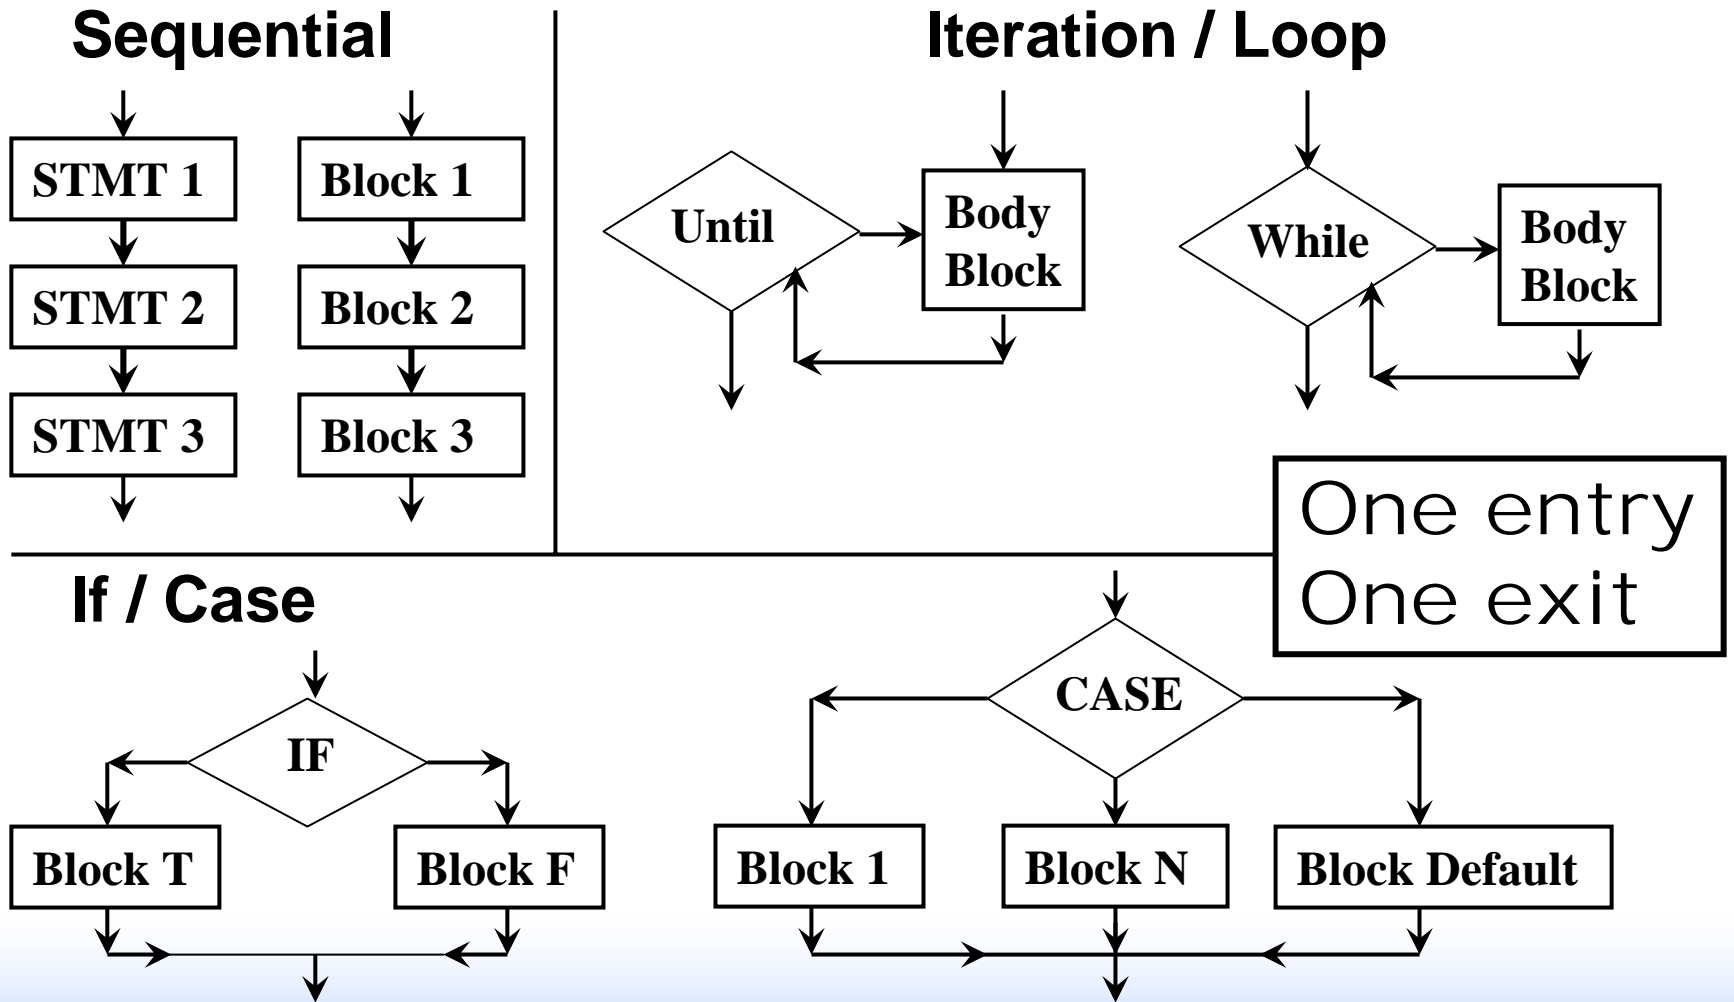 Sequential
STMT 1
STMT 2
STMT 3
Block 1
Block 2
Block 3
Iteration / Loop
Until
Body
Block
While
Body
Block
One entry
One exit
If / Case
IF
Block T
Block F
CASE
Block 1
Block N
Block Default